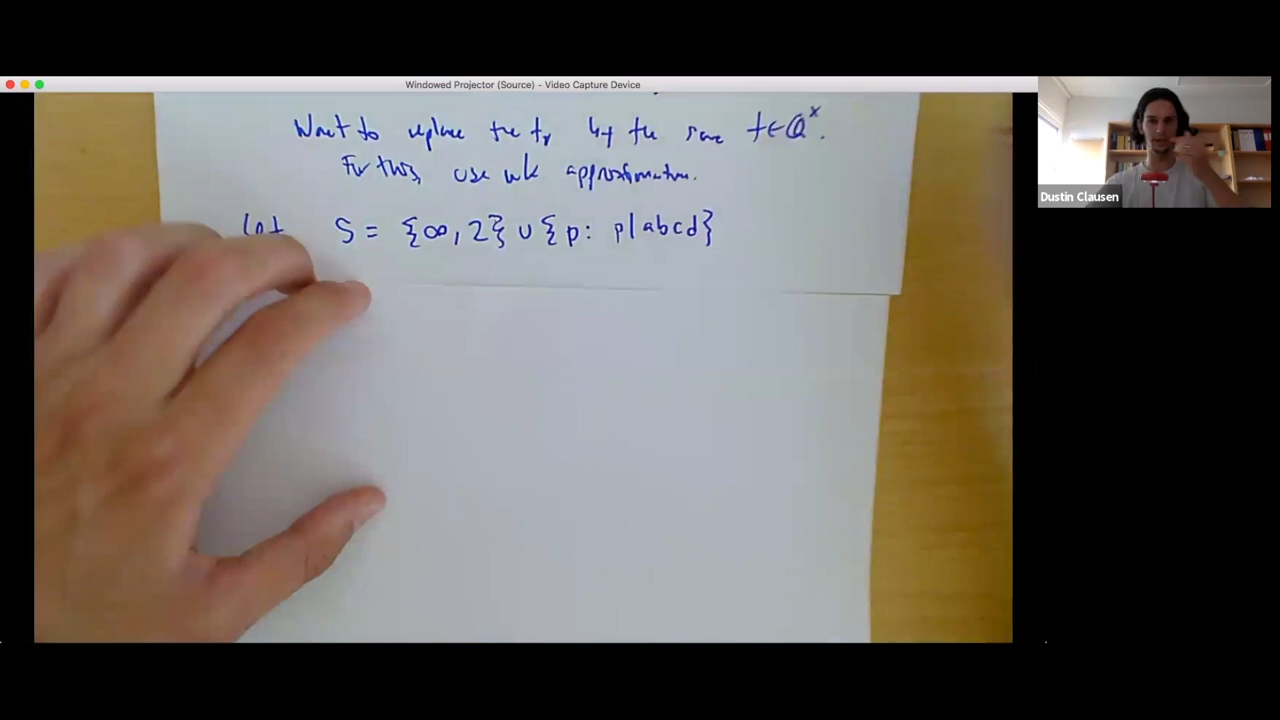 Windowed Projector (Source) - Video Capture Device
Want to replace the t_v by the same t ∈ Q^×.
For this, use wk approximation.
Let S = {∞, 2} ∪ {p: p|abcd}
Dustin Clausen